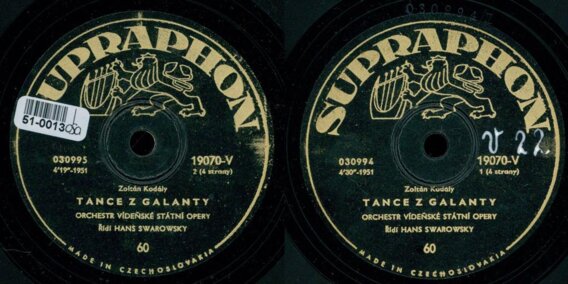 SUPRAPHON
51-0013
030995
4'19"-1951
19070-V
2 (4 strany)
Zoltán Kodály
TANCE Z GALANTY
ORCHESTR VÍDEŇSKÉ STÁTNÍ OPERY
Řídí HANS SWAROWSKY
60
MADE IN CZECHOSLOVAKIA
SUPRAPHON
V 22
030994
4'30"-1951
19070-V
1 (4 strany)
Zoltán Kodály
TANCE Z GALANTY
ORCHESTR VÍDEŇSKÉ STÁTNÍ OPERY
Řídí HANS SWAROWSKY
60
MADE IN CZECHOSLOVAKIA